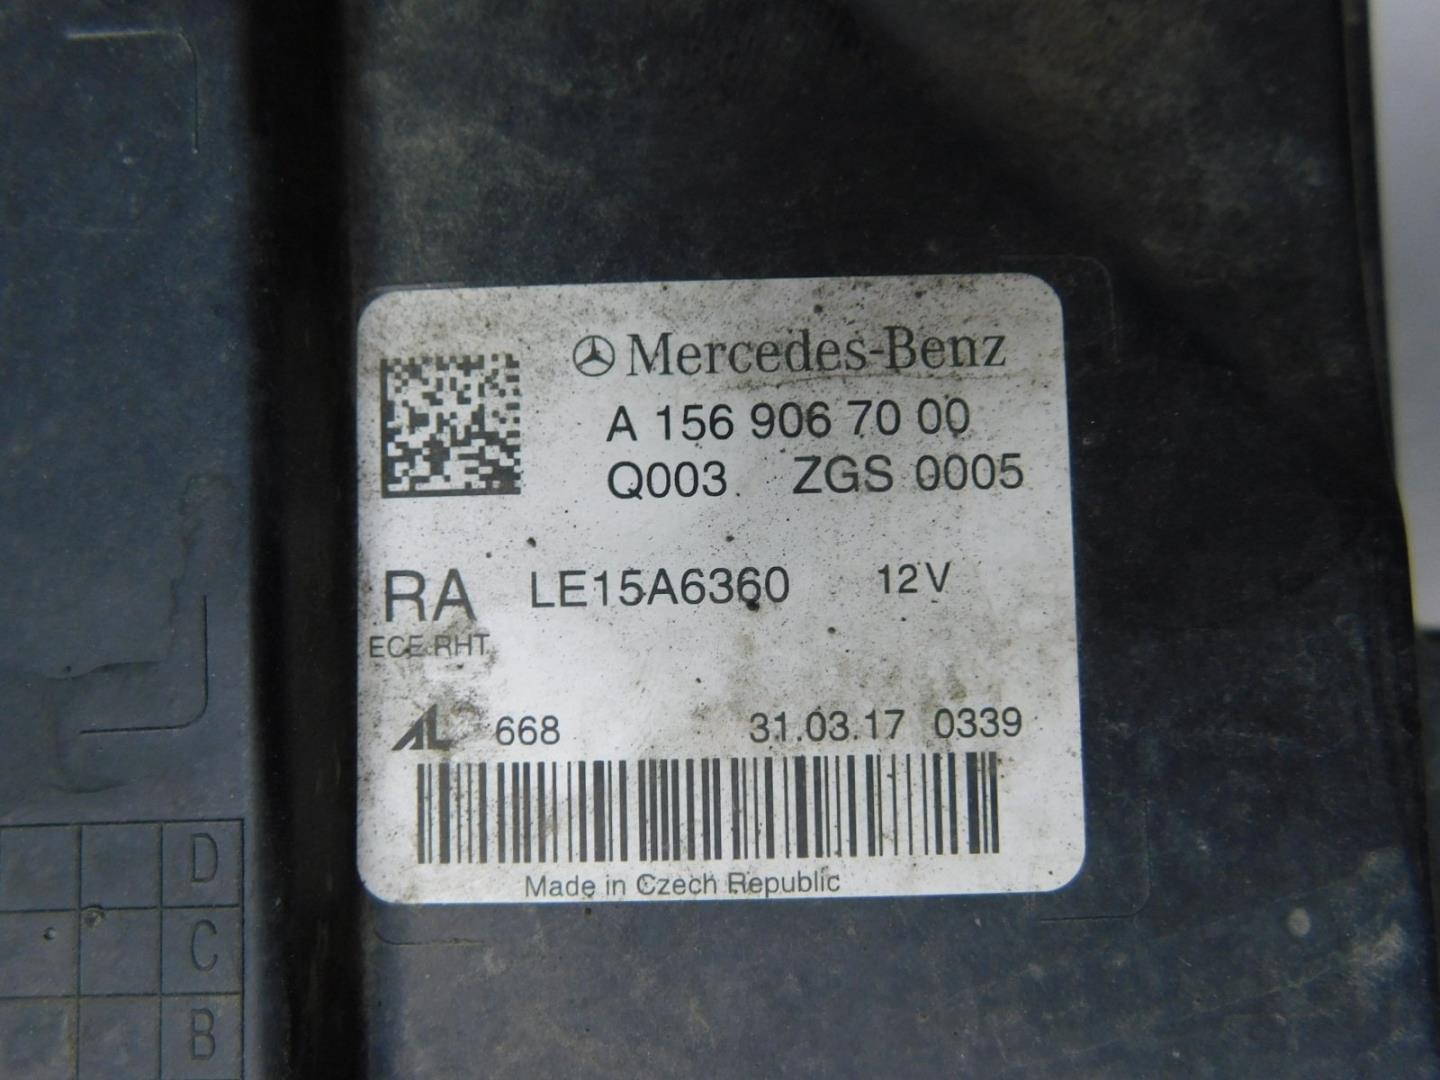 Mercedes-Benz
A 156 906 70 00
Q003 ZGS 0005
RA LE15A6360 12V
ECE RHT
AL 668 31.03.17 0339
Made in Czech Republic
D
C
B